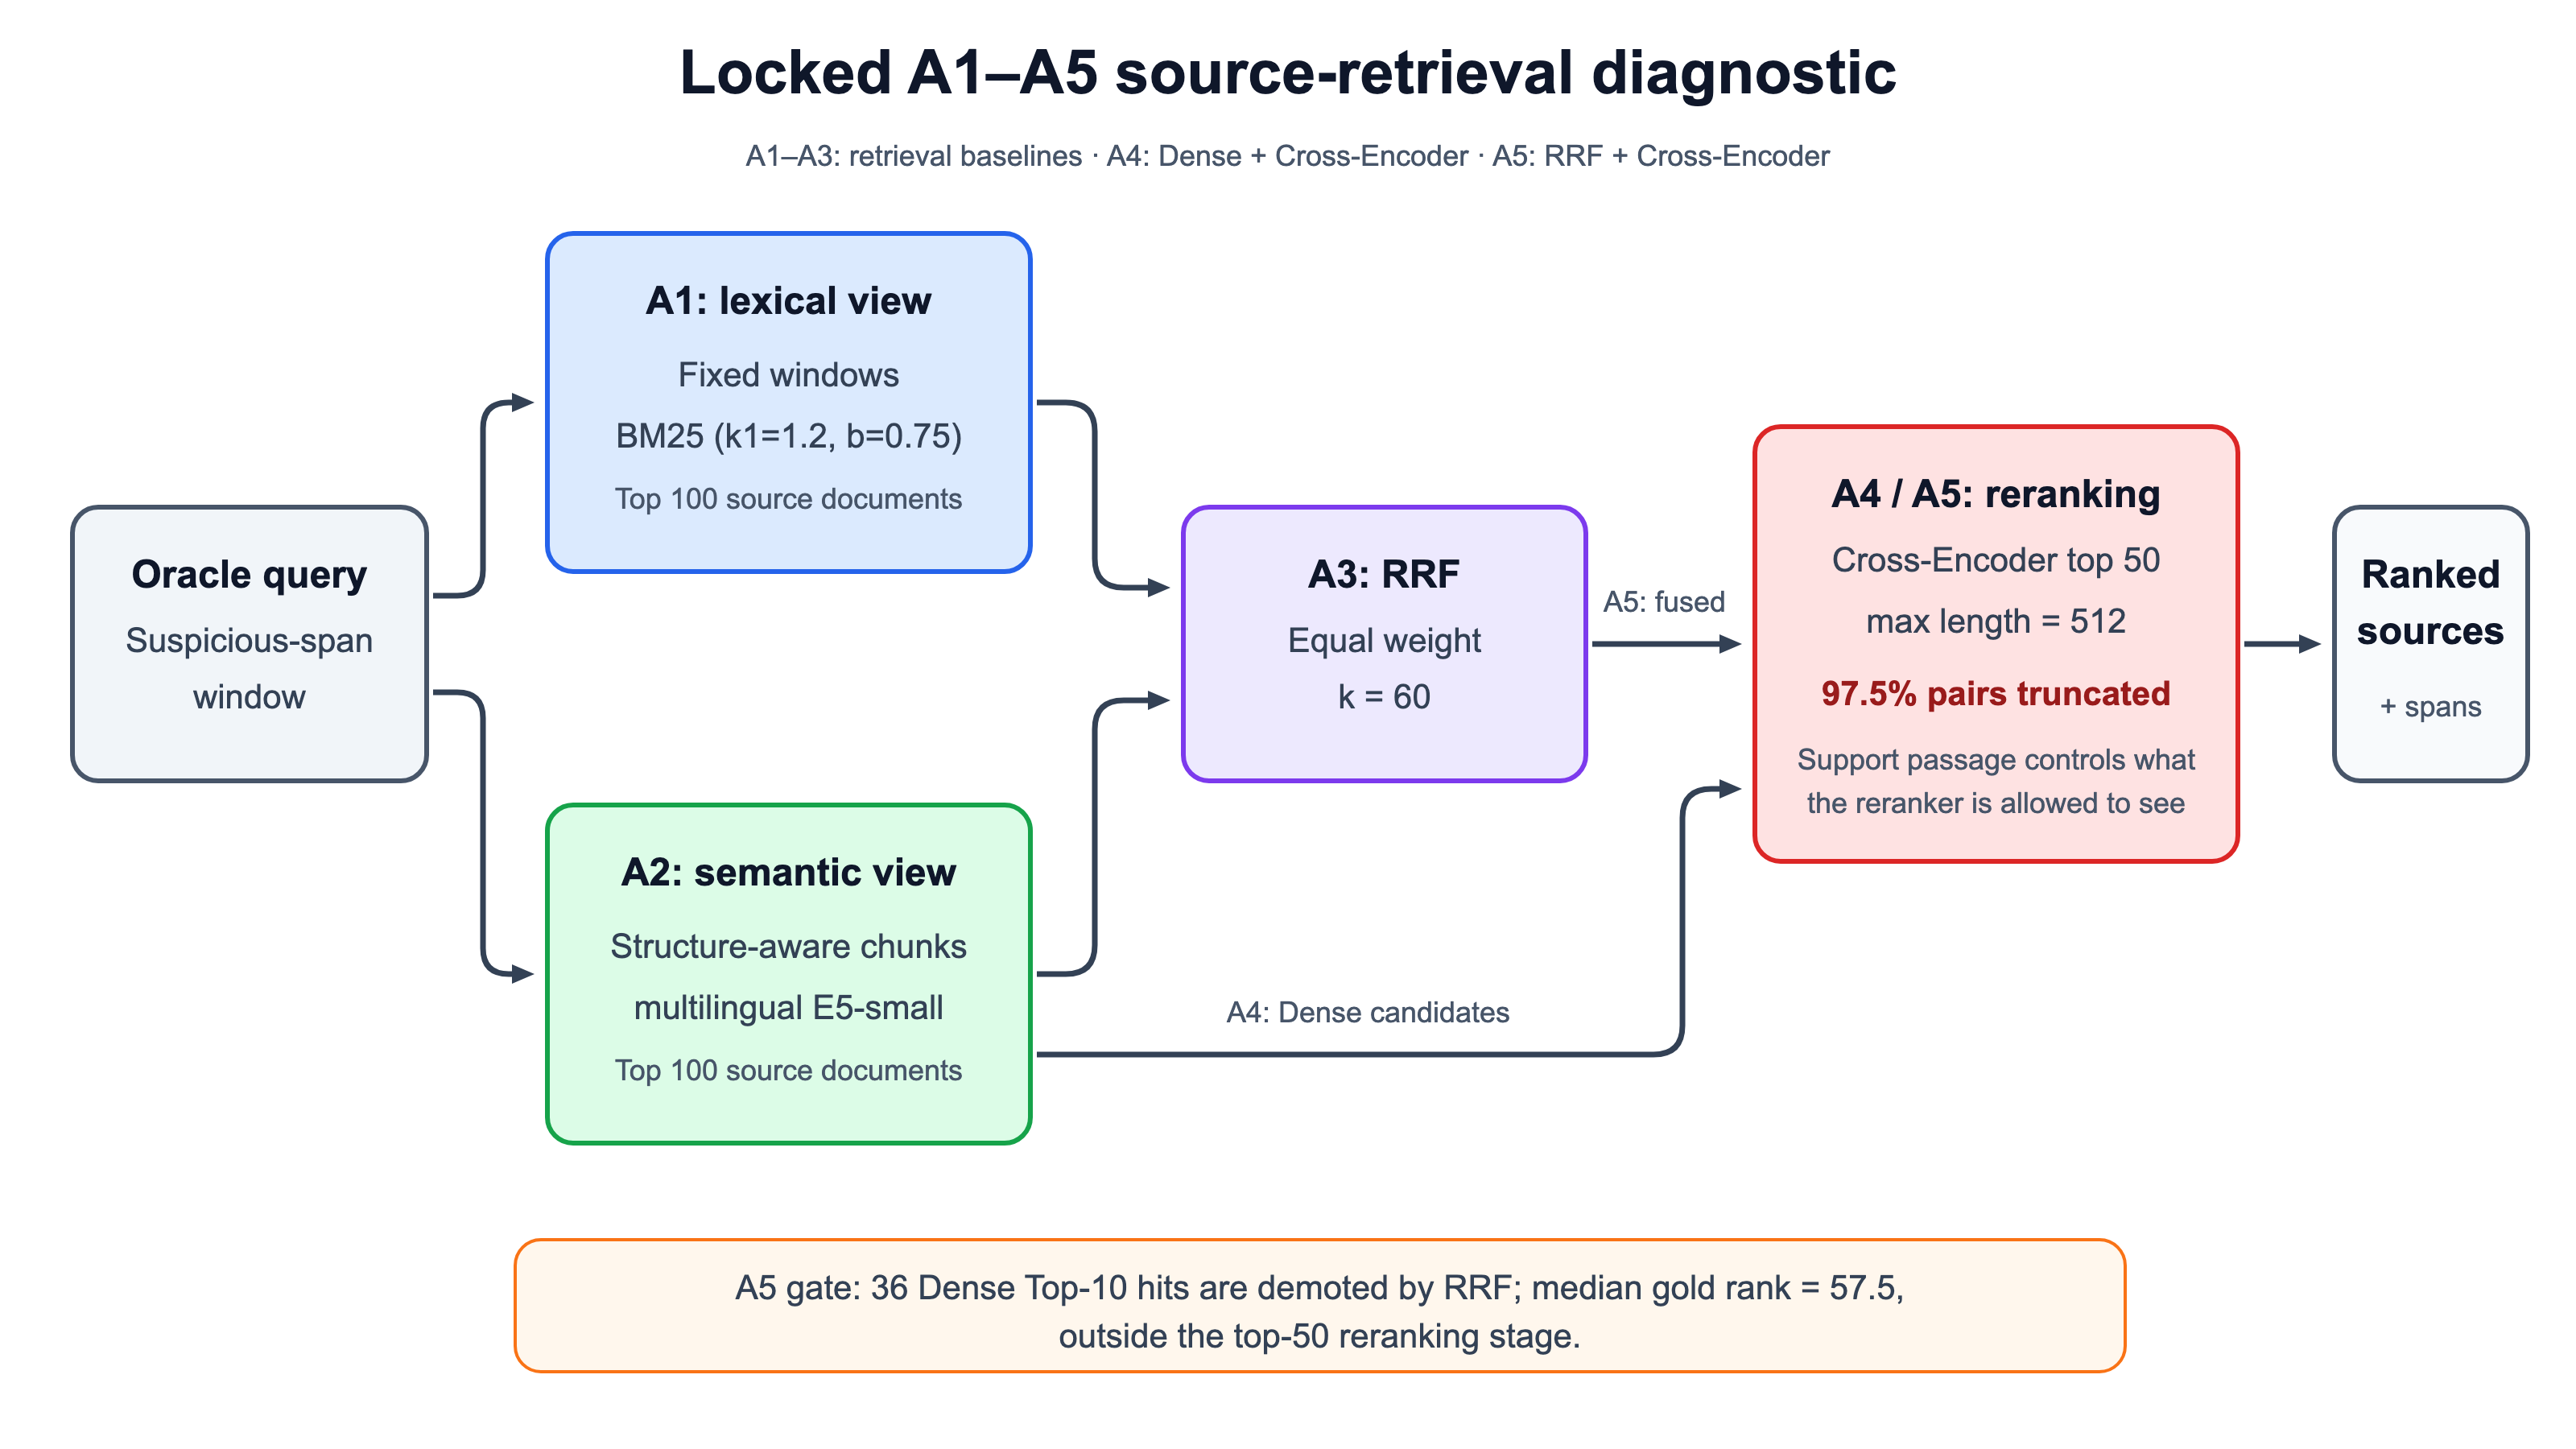 Locked A1–A5 source-retrieval diagnostic
A1–A3: retrieval baselines · A4: Dense + Cross-Encoder · A5: RRF + Cross-Encoder
Oracle query
Suspicious-span
window
A1: lexical view
Fixed windows
BM25 (k1=1.2, b=0.75)
Top 100 source documents
A2: semantic view
Structure-aware chunks
multilingual E5-small
Top 100 source documents
A3: RRF
Equal weight
k = 60
A5: fused
A4: Dense candidates
A4 / A5: reranking
Cross-Encoder top 50
max length = 512
97.5% pairs truncated
Support passage controls what
the reranker is allowed to see
Ranked
sources
+ spans
A5 gate: 36 Dense Top-10 hits are demoted by RRF; median gold rank = 57.5,
outside the top-50 reranking stage.